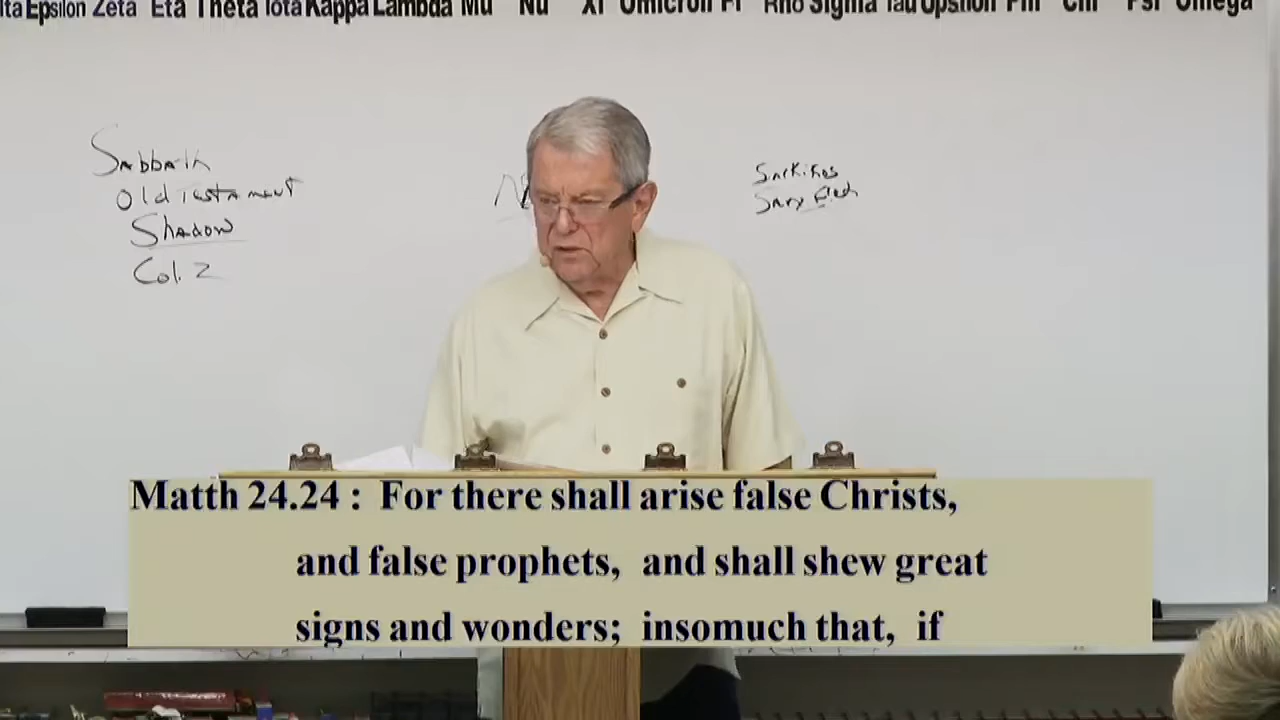 Epsilon Zeta Eta Theta Iota Kappa Lambda Mu Nu Xi Omicron Pi Rho Sigma Tau Upsilon Phi Chi Psi Omega
Sabbath
Old Testament
Shadow
Col. 2
Sarkikos
Sarx Flesh
Matth 24.24 : For there shall arise false Christs,
and false prophets, and shall shew great
signs and wonders; insomuch that, if